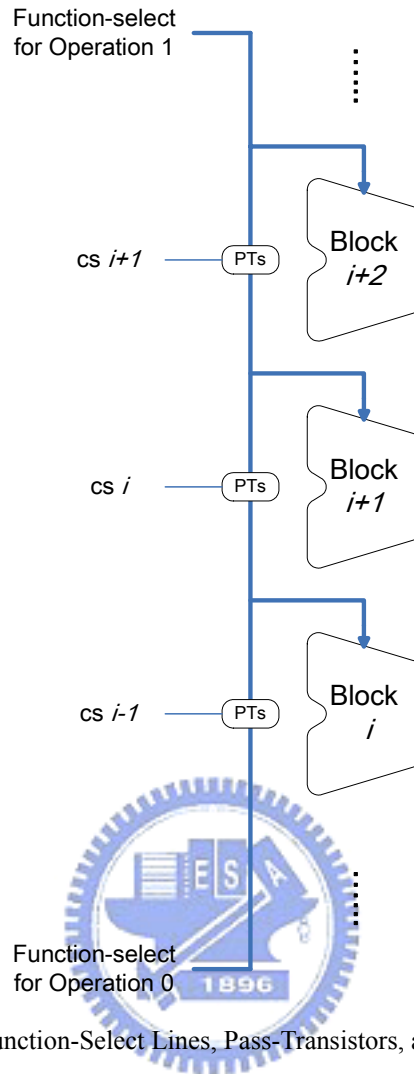 Function-select
for Operation 1
Block
i+2
cs i+1
PTs
Block
i+1
cs i
PTs
Block
i
cs i-1
PTs
E S A
Function-select
for Operation 0
1896
unction-Select Lines, Pass-Transistors, a